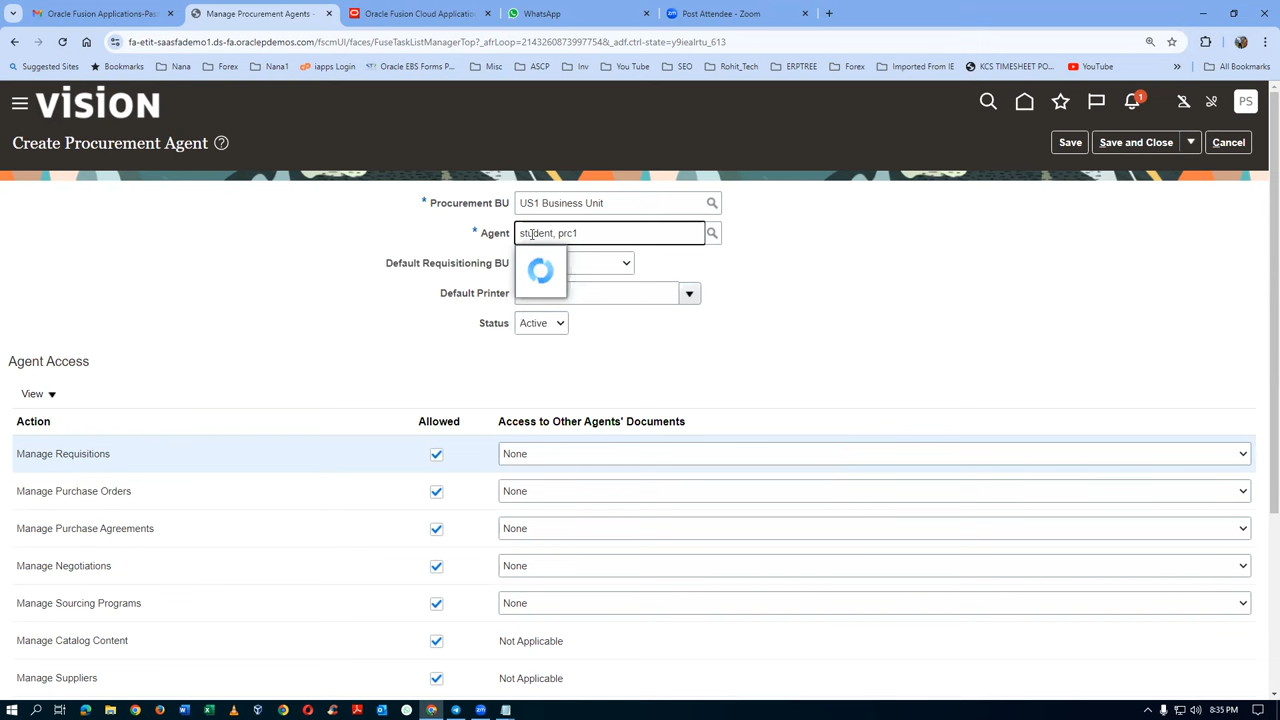 Oracle Fusion Applications-Pass
Manage Procurement Agents -
Oracle Fusion Cloud Application
WhatsApp
Post Attendee - Zoom
fa-etit-saasfademo1.ds-fa.oraclepdemos.com/fscmUI/faces/FuseTaskListManagerTop?_afrLoop=21432608739977548&_adf.ctrl-state=y9iealrtu_613
Suggested Sites
Bookmarks
Nana
Forex
Nana1
iapps Login
Oracle EBS Forms P...
Misc
ASCP
Inv
You Tube
SEO
Rohit_Tech
ERPTREE
Forex
Imported From IE
KCS TIMESHEET PO...
YouTube
All Bookmarks
VISION
1
PS
Create Procurement Agent
Save
Save and Close
Cancel
* Procurement BU US1 Business Unit
* Agent student, prc1
Default Requisitioning BU
Default Printer
Status Active
Agent Access
View
Action Allowed Access to Other Agents' Documents
Manage Requisitions None
Manage Purchase Orders None
Manage Purchase Agreements None
Manage Negotiations None
Manage Sourcing Programs None
Manage Catalog Content Not Applicable
Manage Suppliers Not Applicable
8:35 PM